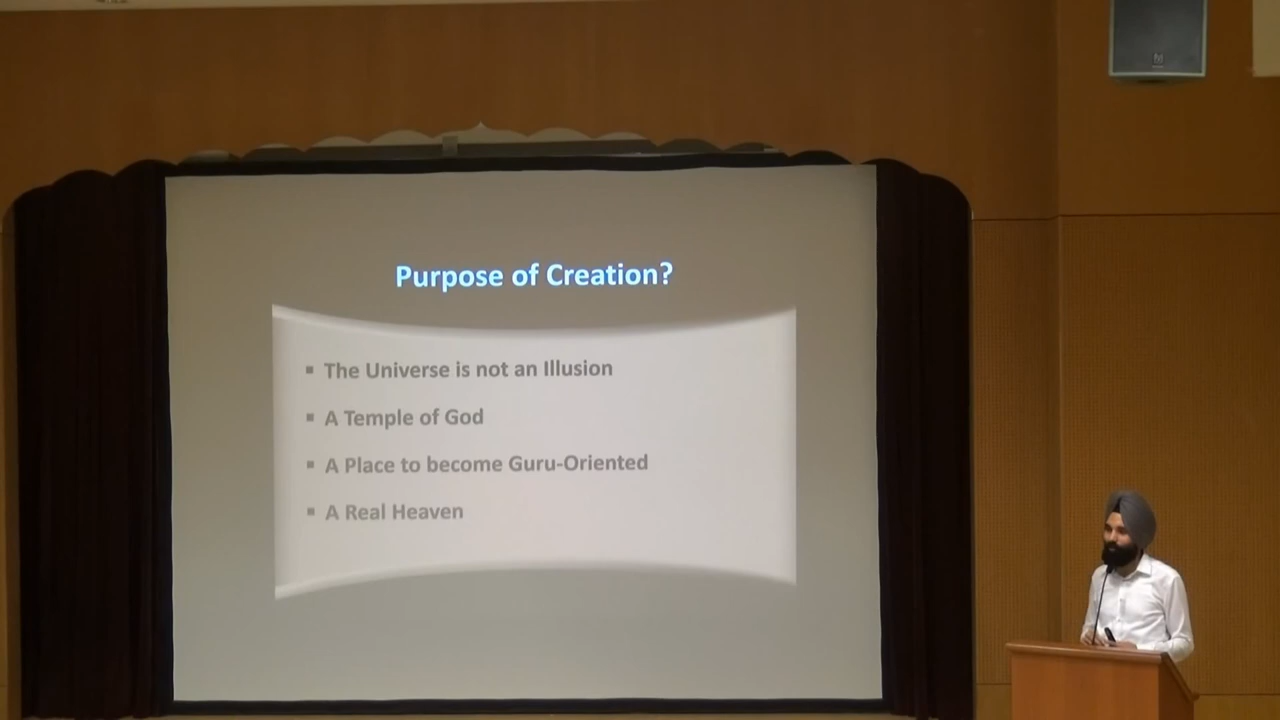 Purpose of Creation?
▪ The Universe is not an Illusion
▪ A Temple of God
▪ A Place to become Guru-Oriented
▪ A Real Heaven